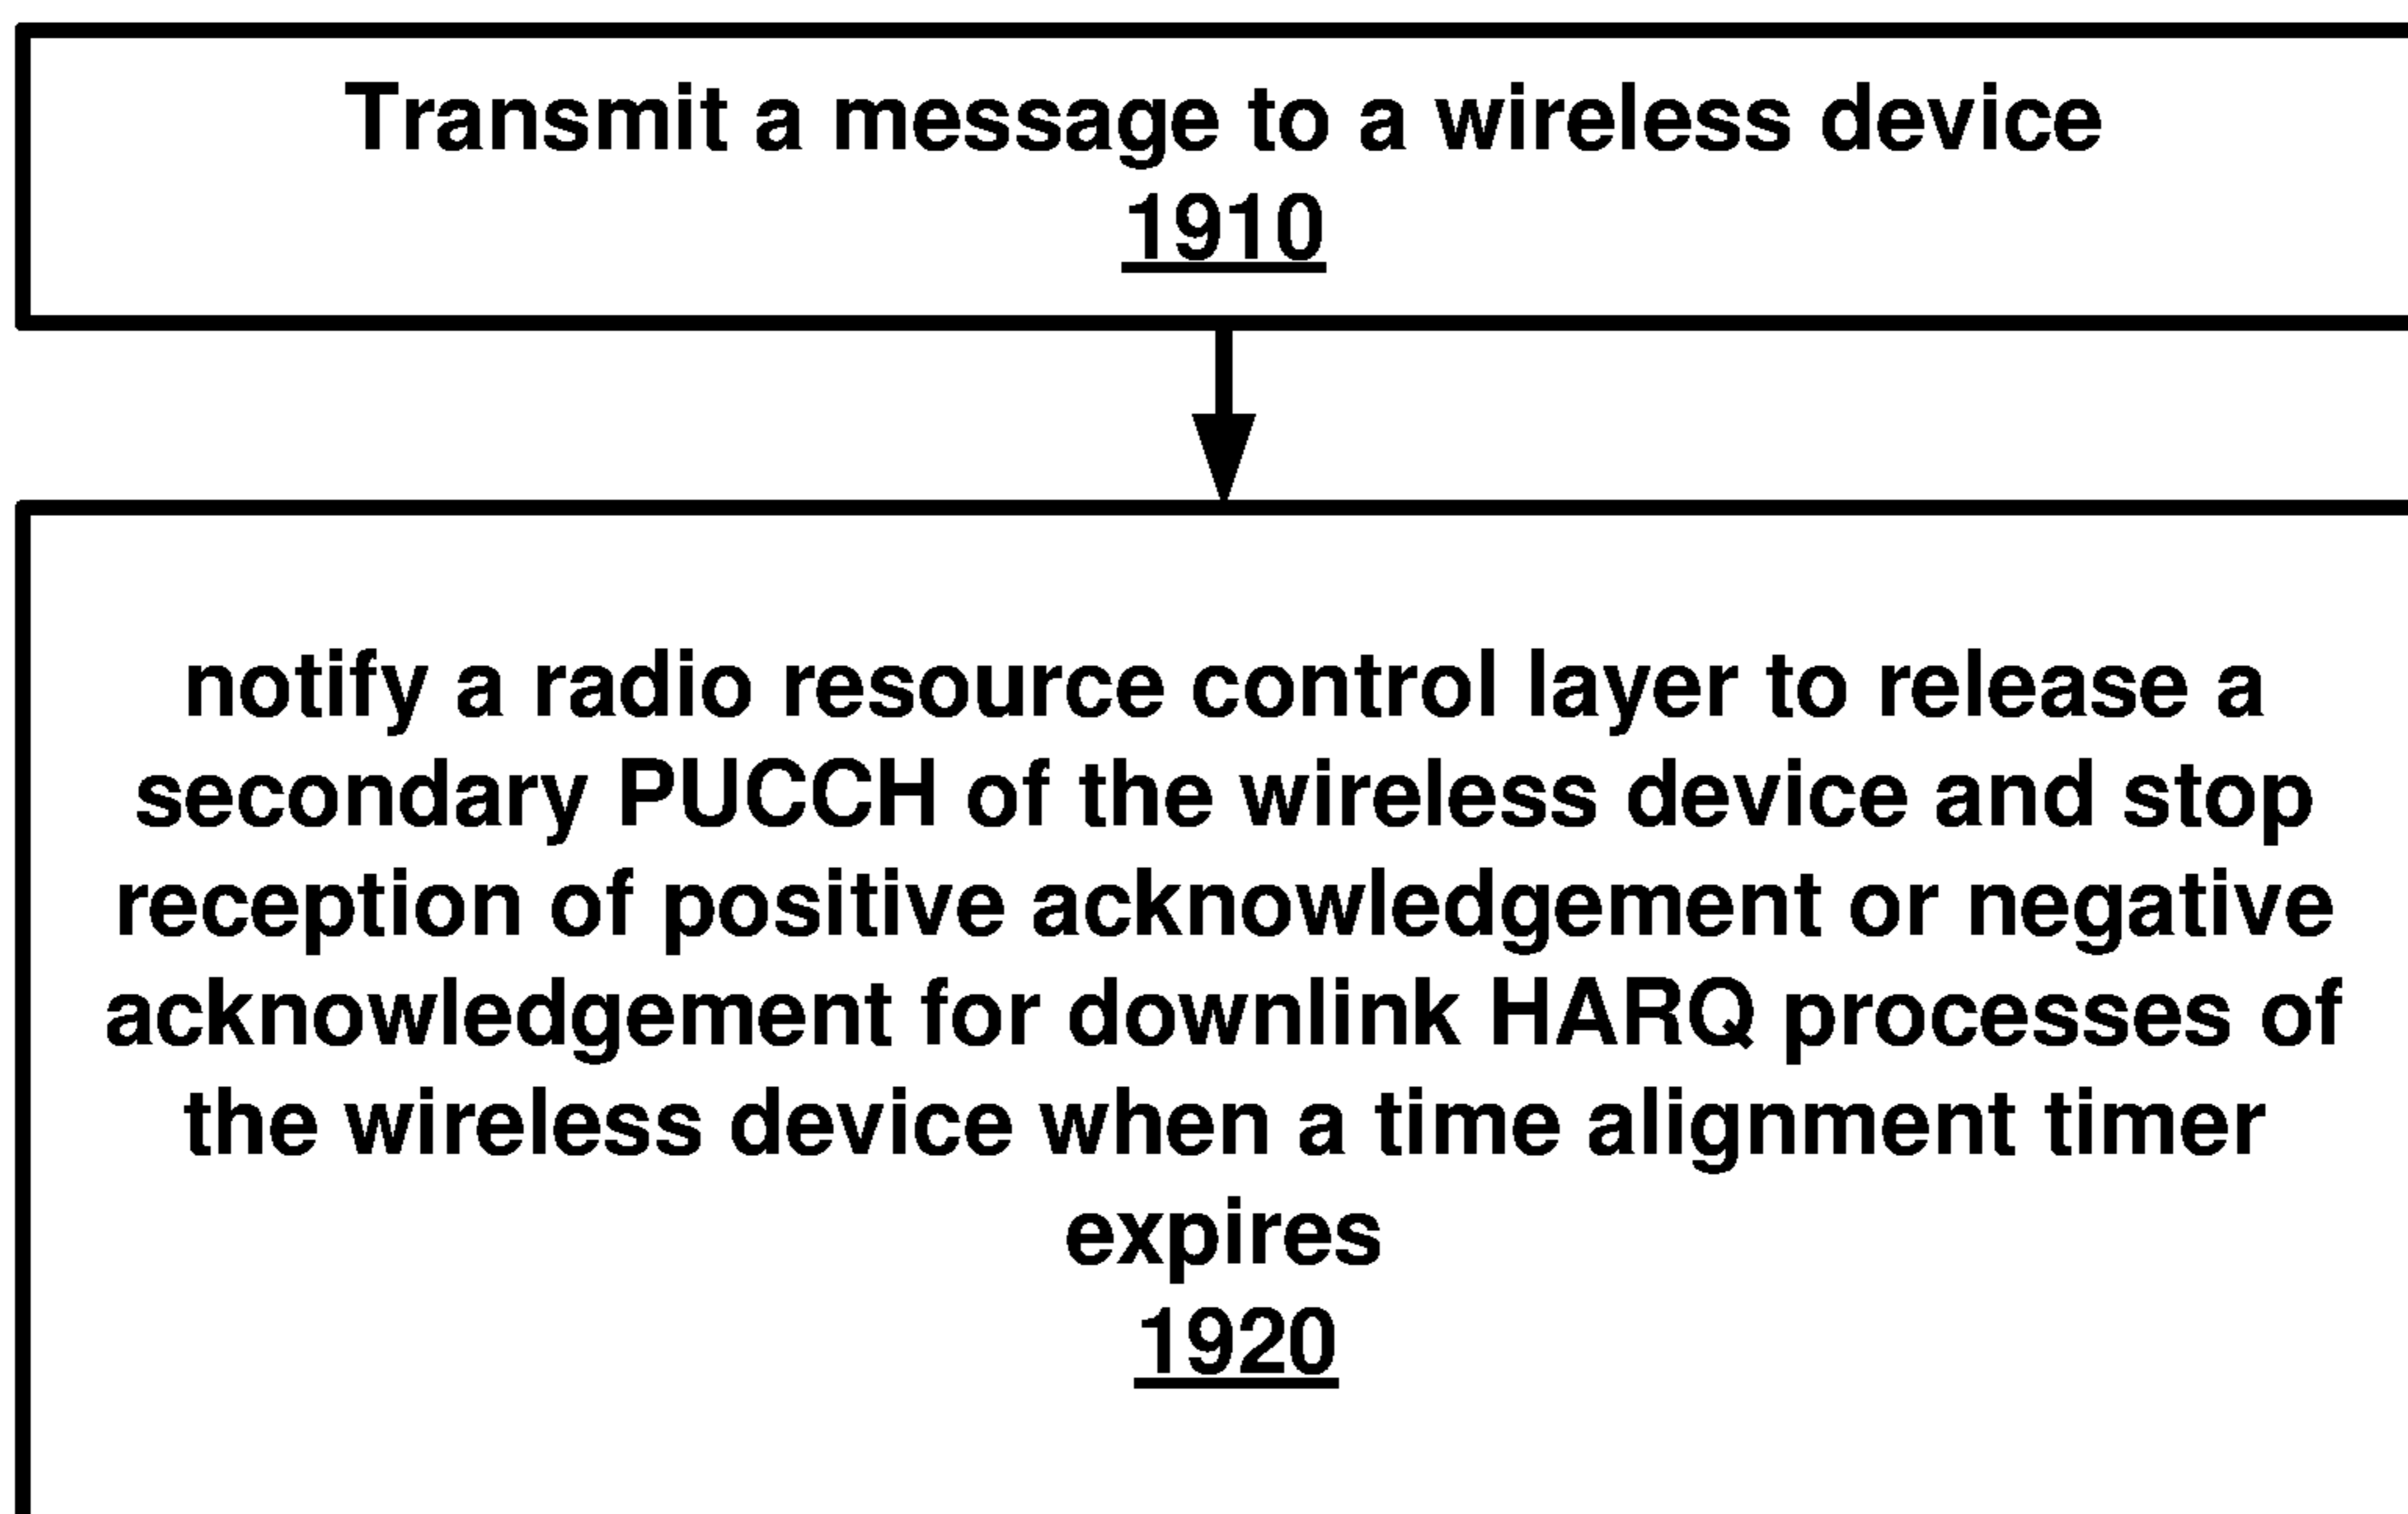 Transmit a message to a wireless device
1910
notify a radio resource control layer to release a
secondary PUCCH of the wireless device and stop
reception of positive acknowledgement or negative
acknowledgement for downlink HARQ processes of
the wireless device when a time alignment timer
expires
1920